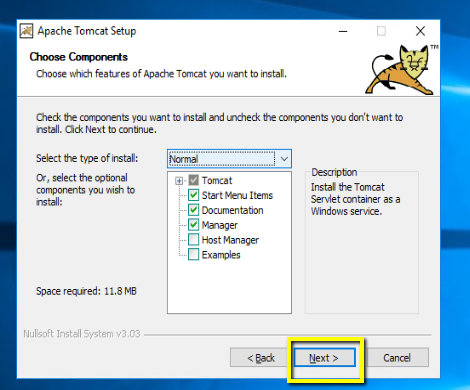 Apache Tomcat Setup
Choose Components
Choose which features of Apache Tomcat you want to install.
TM
Check the components you want to install and uncheck the components you don't want to
install. Click Next to continue.
Select the type of install:
Normal
Or, select the optional
components you wish to
install:
Tomcat
Start Menu Items
Documentation
Manager
Host Manager
Examples
Description
Install the Tomcat
Servlet container as a
Windows service.
Space required: 11.8 MB
Nullsoft Install System v3.03
< Back
Next >
Cancel